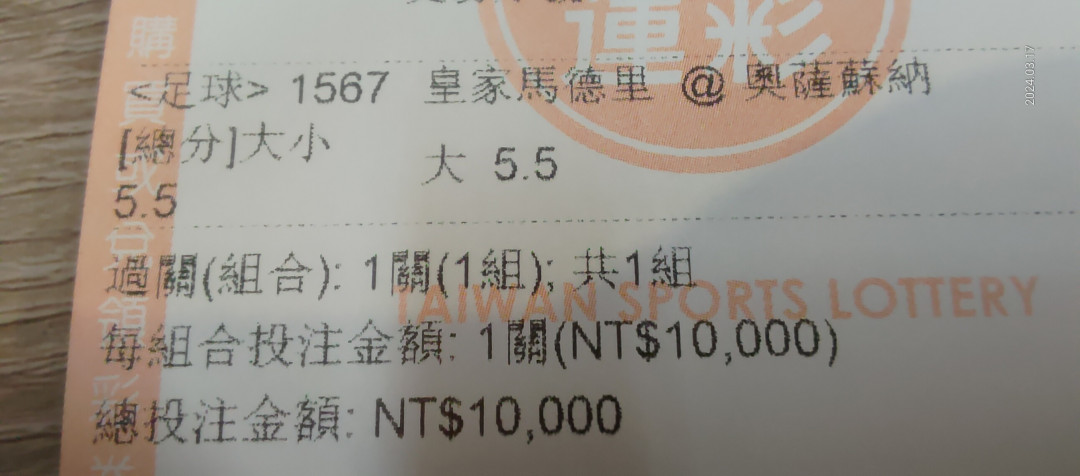 運彩
<足球> 1567 皇家馬德里 @ 奧薩蘇納
[總分]大小
5.5
大 5.5
過關(組合): 1關(1組); 共1組
TAIWAN SPORTS LOTTERY
每組合投注金額: 1關(NT$10,000)
總投注金額: NT$10,000
購買或
2024.03.17